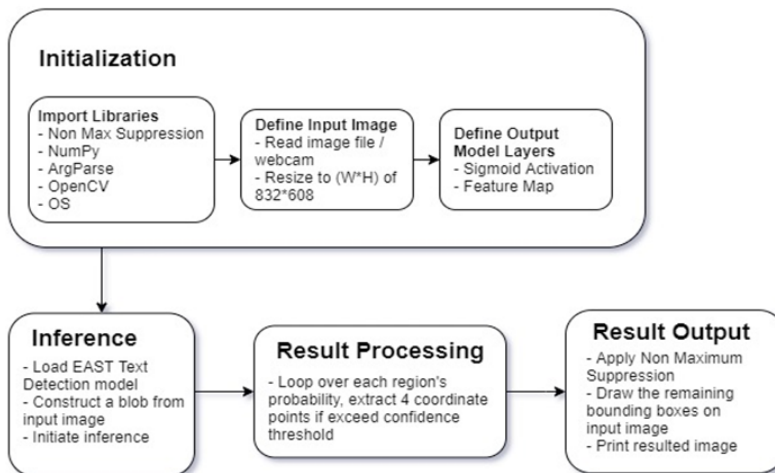 Initialization
Import Libraries
- Non Max Suppression
- NumPy
- ArgParse
- OpenCV
- OS
Define Input Image
- Read image file /
webcam
- Resize to (W*H) of
832*608
Define Output
Model Layers
- Sigmoid Activation
- Feature Map
Inference
- Load EAST Text
Detection model
- Construct a blob from
input image
- Initiate inference
Result Processing
- Loop over each region's
probability, extract 4 coordinate
points if exceed confidence
threshold
Result Output
- Apply Non Maximum
Suppression
- Draw the remaining
bounding boxes on
input image
- Print resulted image